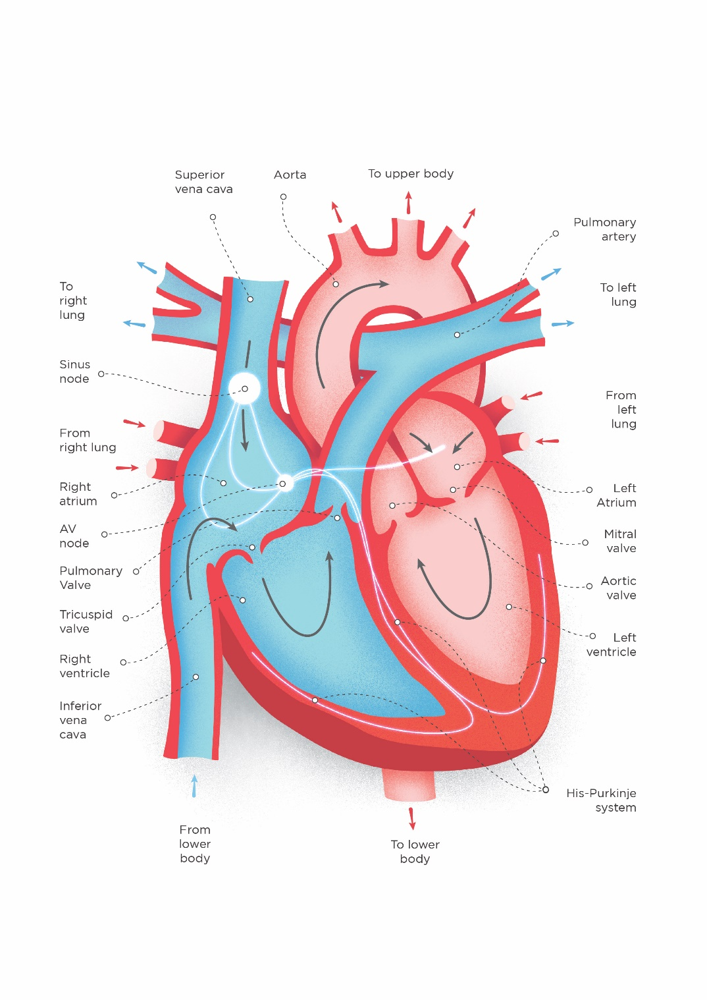 Superior
vena cava
Aorta
To upper body
Pulmonary
artery
To
right
lung
To left
lung
Sinus
node
From
left
lung
From
right lung
Right
atrium
Left
Atrium
AV
node
Mitral
valve
Pulmonary
Valve
Aortic
valve
Tricuspid
valve
Left
ventricle
Right
ventricle
Inferior
vena
cava
His-Purkinje
system
From
lower
body
To lower
body